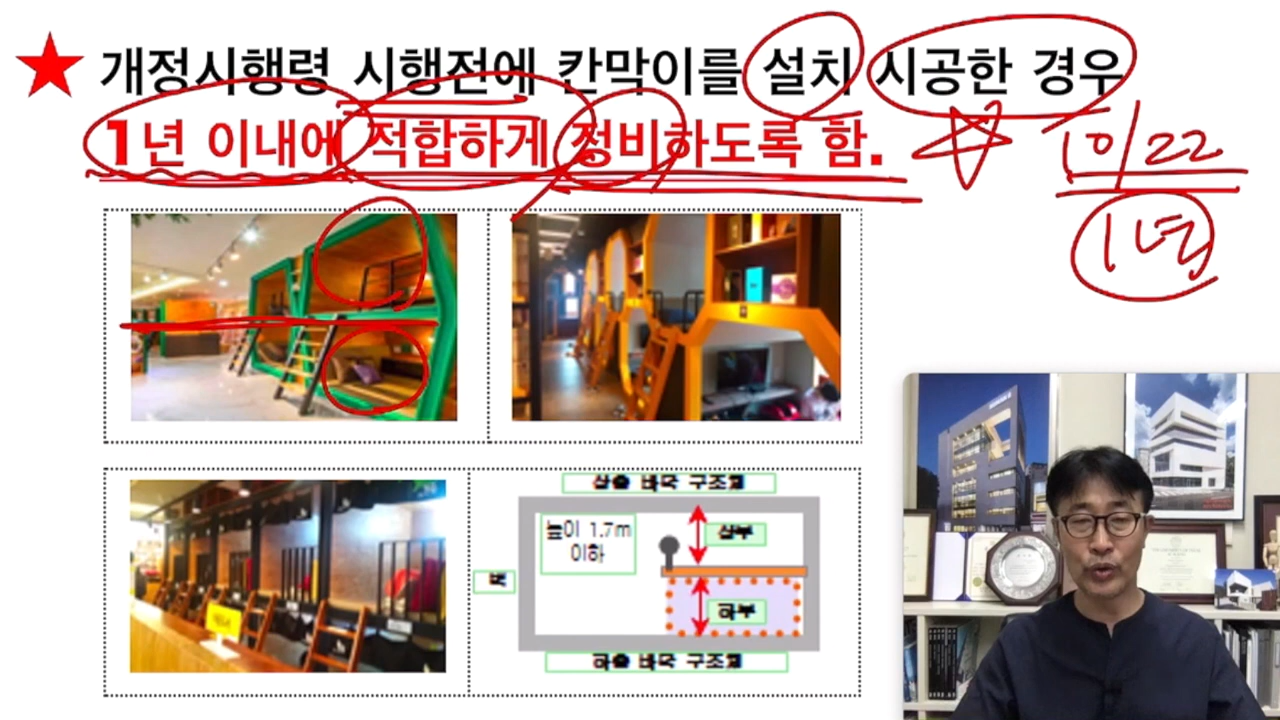 ★ 개정시행령 시행전에 칸막이를 설치 시공한 경우
1년 이내에 적합하게 정비하도록 함.
10/22
1년
상층 바닥 구조체
높이 1.7m
이하
상부
하부
하층 바닥 구조체